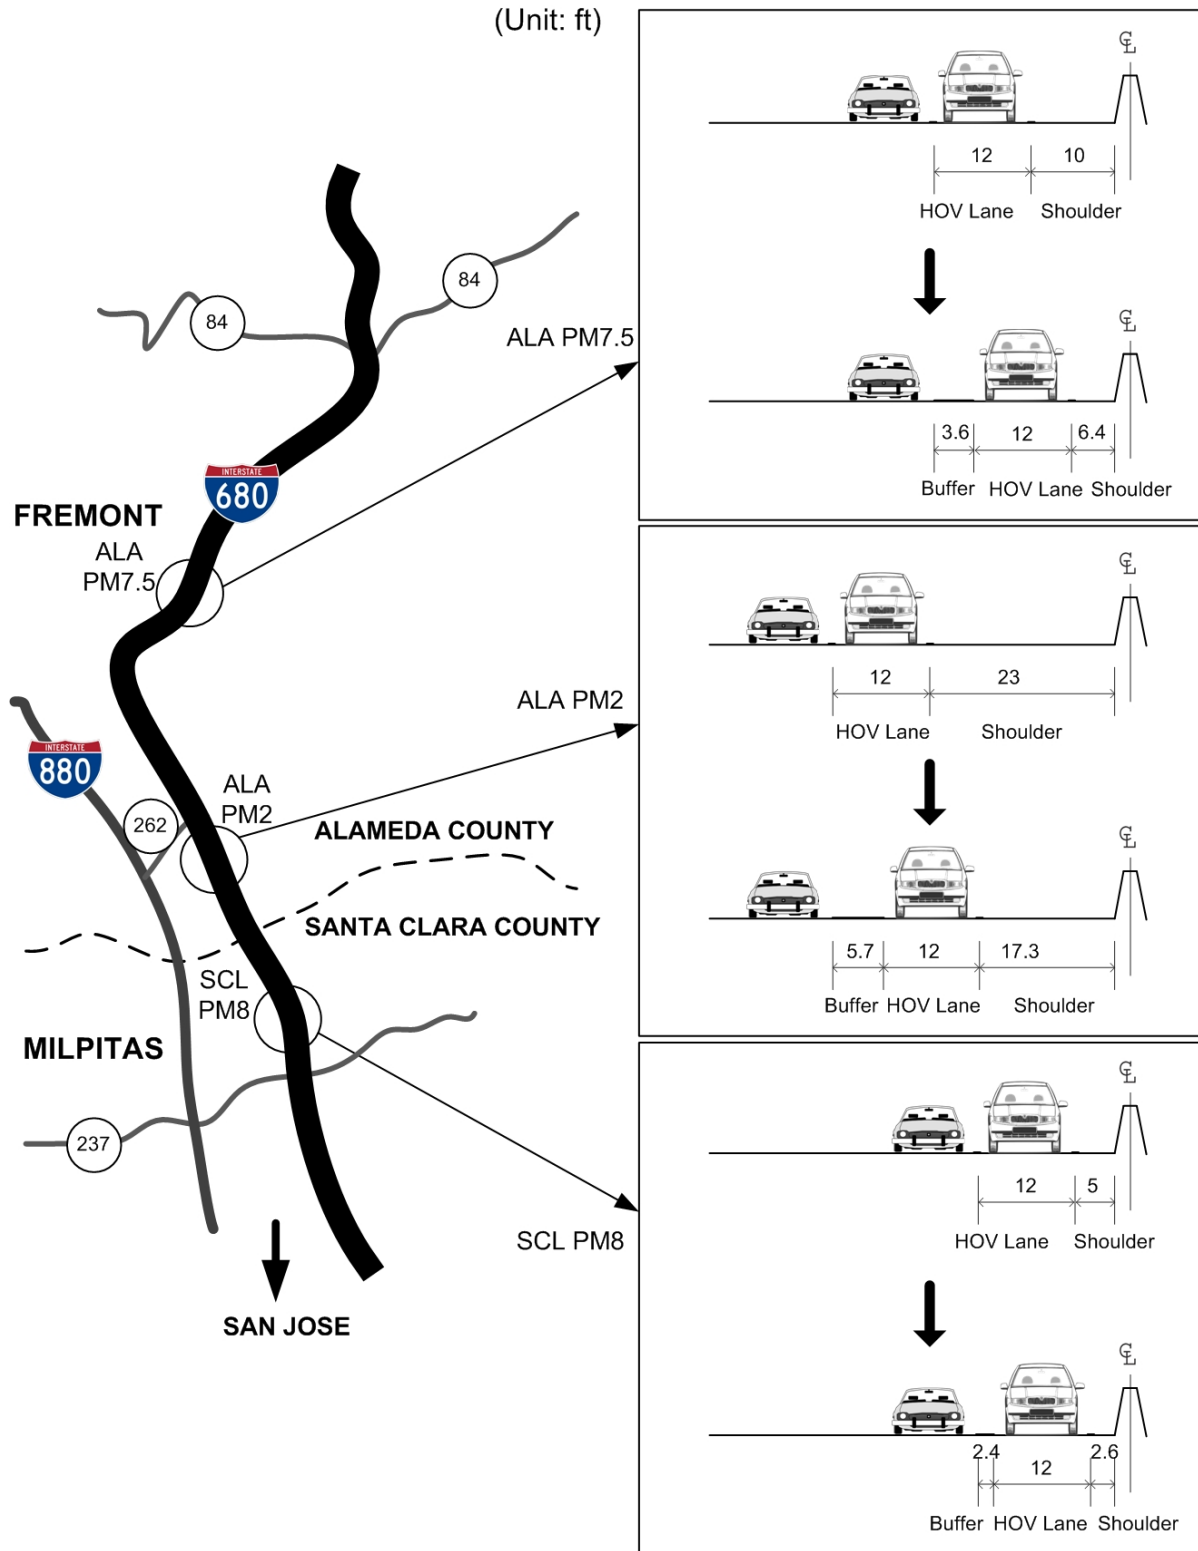 (Unit: ft)
84
84
INTERSTATE
680
FREMONT
ALA
PM7.5
ALA PM7.5
INTERSTATE
880
262
ALA
PM2
ALA PM2
ALAMEDA COUNTY
SANTA CLARA COUNTY
SCL
PM8
MILPITAS
237
SCL PM8
SAN JOSE
℄
12 10
HOV Lane Shoulder
℄
3.6 12 6.4
Buffer HOV Lane Shoulder
℄
12 23
HOV Lane Shoulder
℄
5.7 12 17.3
Buffer HOV Lane Shoulder
℄
12 5
HOV Lane Shoulder
℄
2.4 12 2.6
Buffer HOV Lane Shoulder